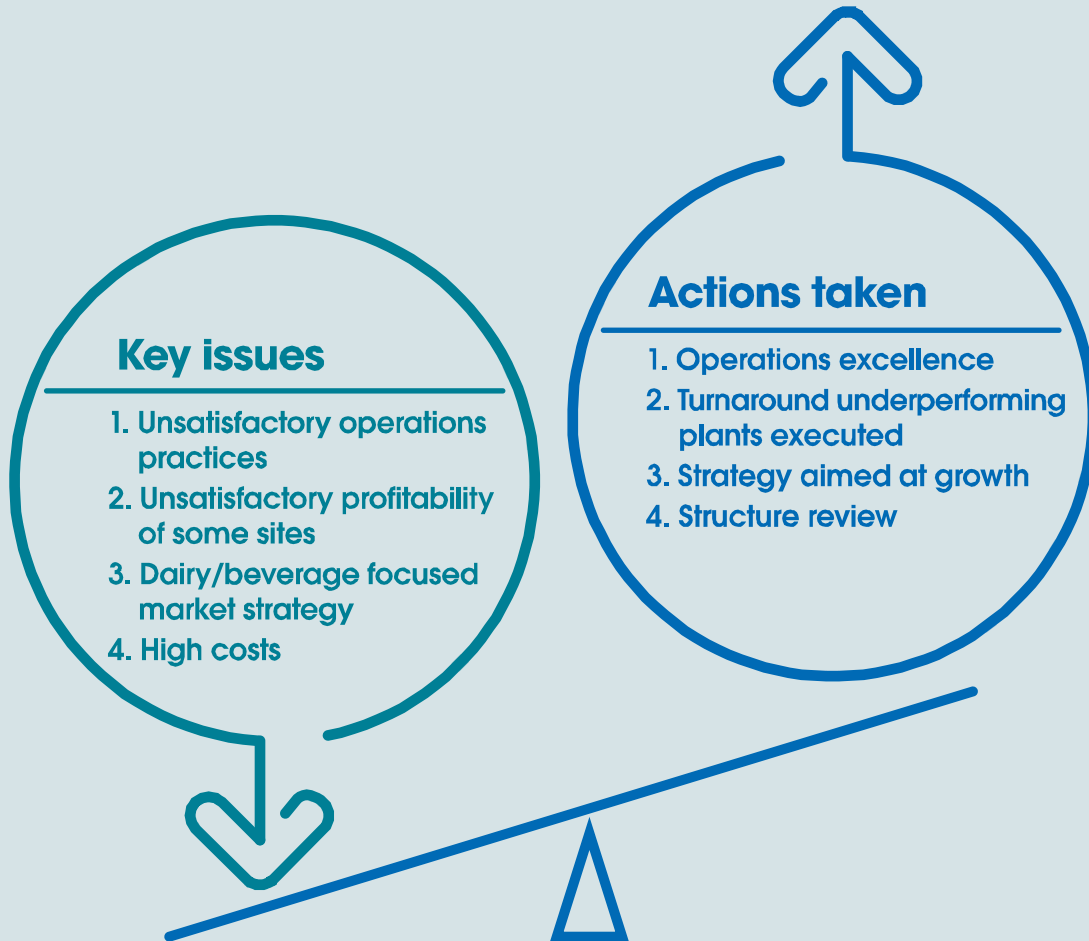 Key issues
1. Unsatisfactory operations
practices
2. Unsatisfactory profitability
of some sites
3. Dairy/beverage focused
market strategy
4. High costs
Actions taken
1. Operations excellence
2. Turnaround underperforming
plants executed
3. Strategy aimed at growth
4. Structure review